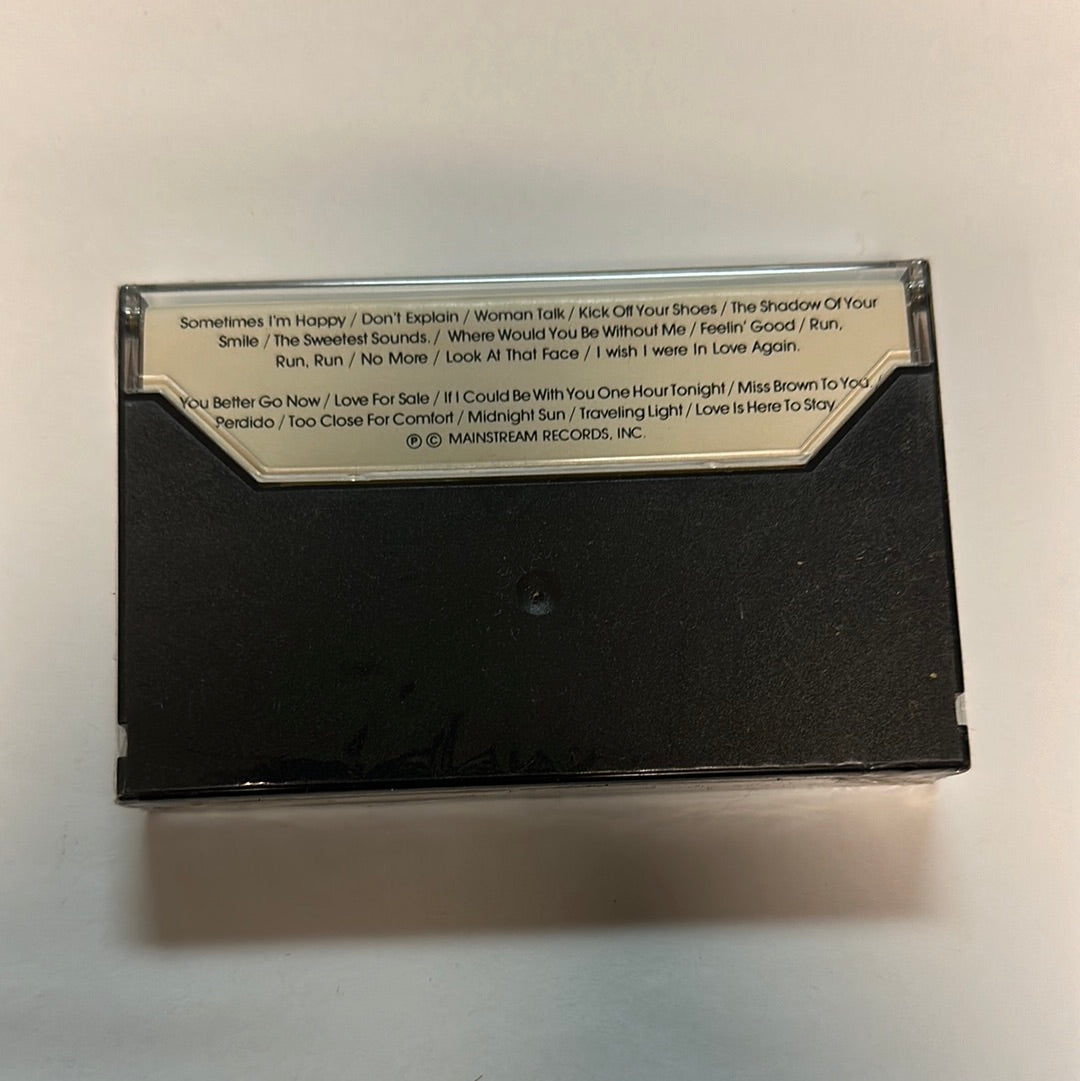 Sometimes I'm Happy / Don't Explain / Woman Talk / Kick Off Your Shoes / The Shadow Of Your
Smile / The Sweetest Sounds. / Where Would You Be Without Me / Feelin' Good / Run,
Run, Run / No More / Look At That Face / I wish I were In Love Again.
You Better Go Now / Love For Sale / If I Could Be With You One Hour Tonight / Miss Brown To You /
Perdido / Too Close For Comfort / Midnight Sun / Traveling Light / Love Is Here To Stay
Ⓟ © MAINSTREAM RECORDS, INC.